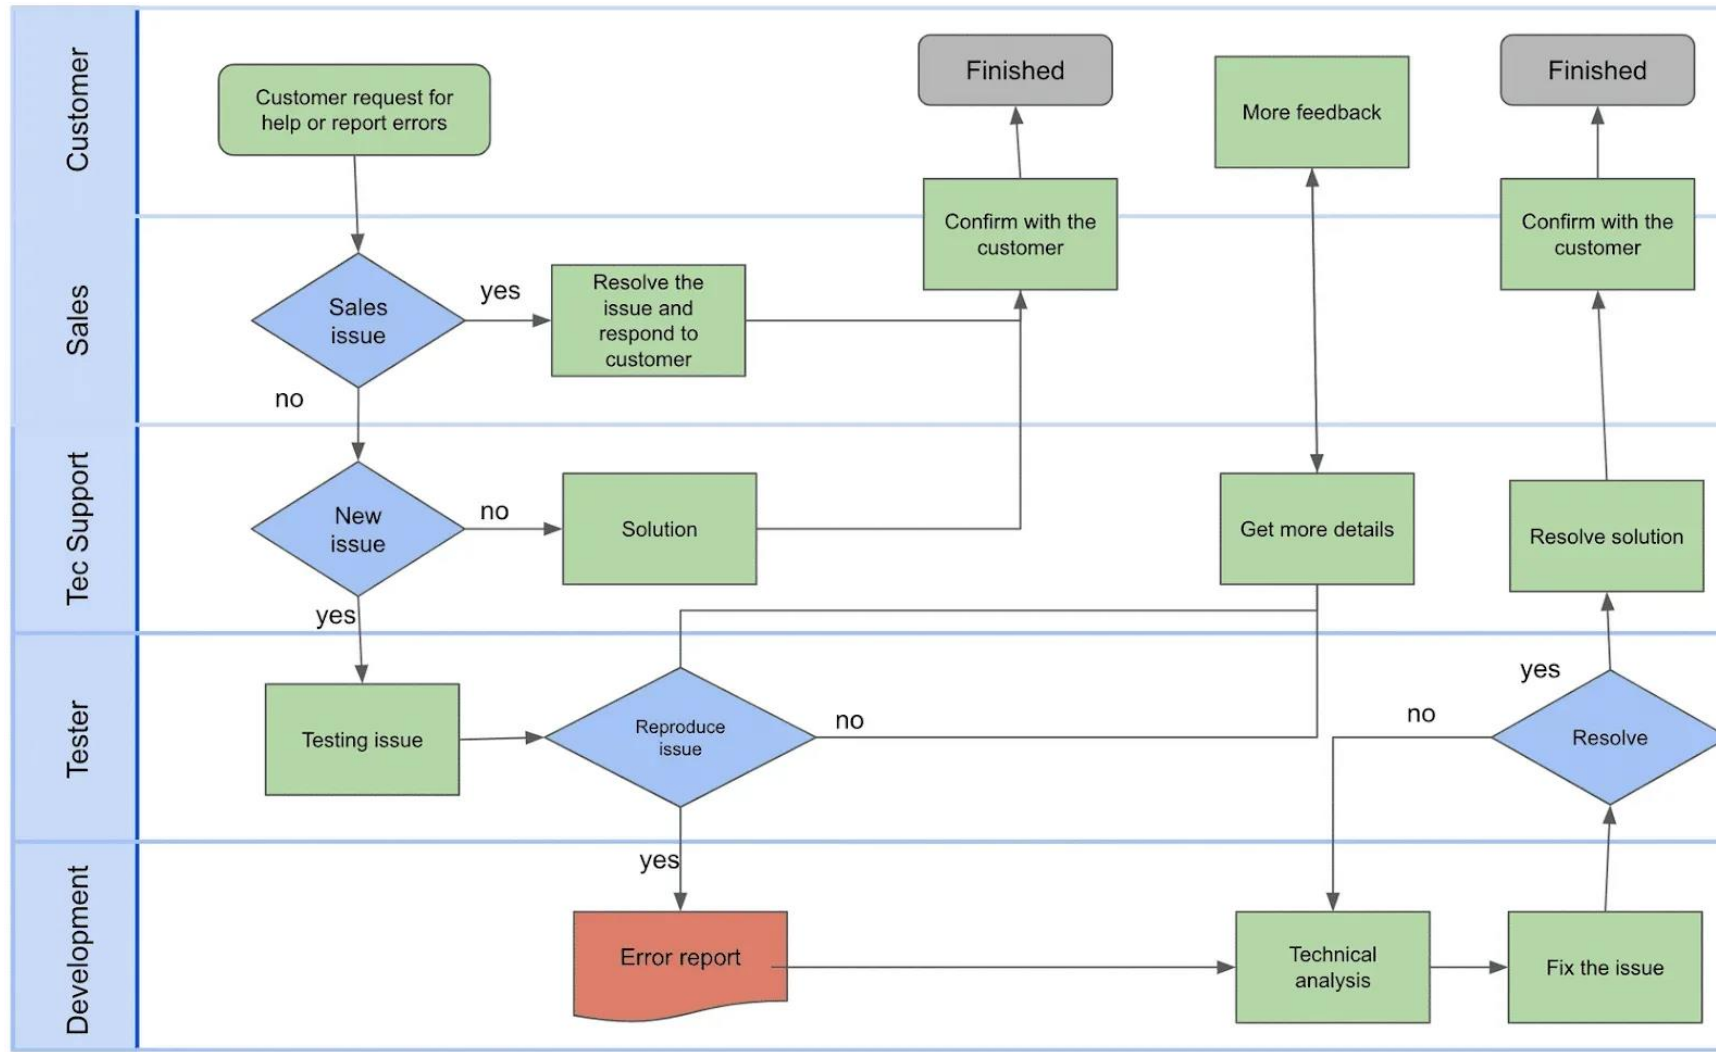 Customer
Customer request for
help or report errors
Finished
More feedback
Finished
Confirm with the
customer
Confirm with the
customer
Sales
Sales
issue
yes
Resolve the
issue and
respond to
customer
no
Tec Support
New
issue
no
Solution
Get more details
Resolve solution
yes
Tester
Testing issue
Reproduce
issue
no
yes
no
Resolve
yes
Development
Error report
Technical
analysis
Fix the issue